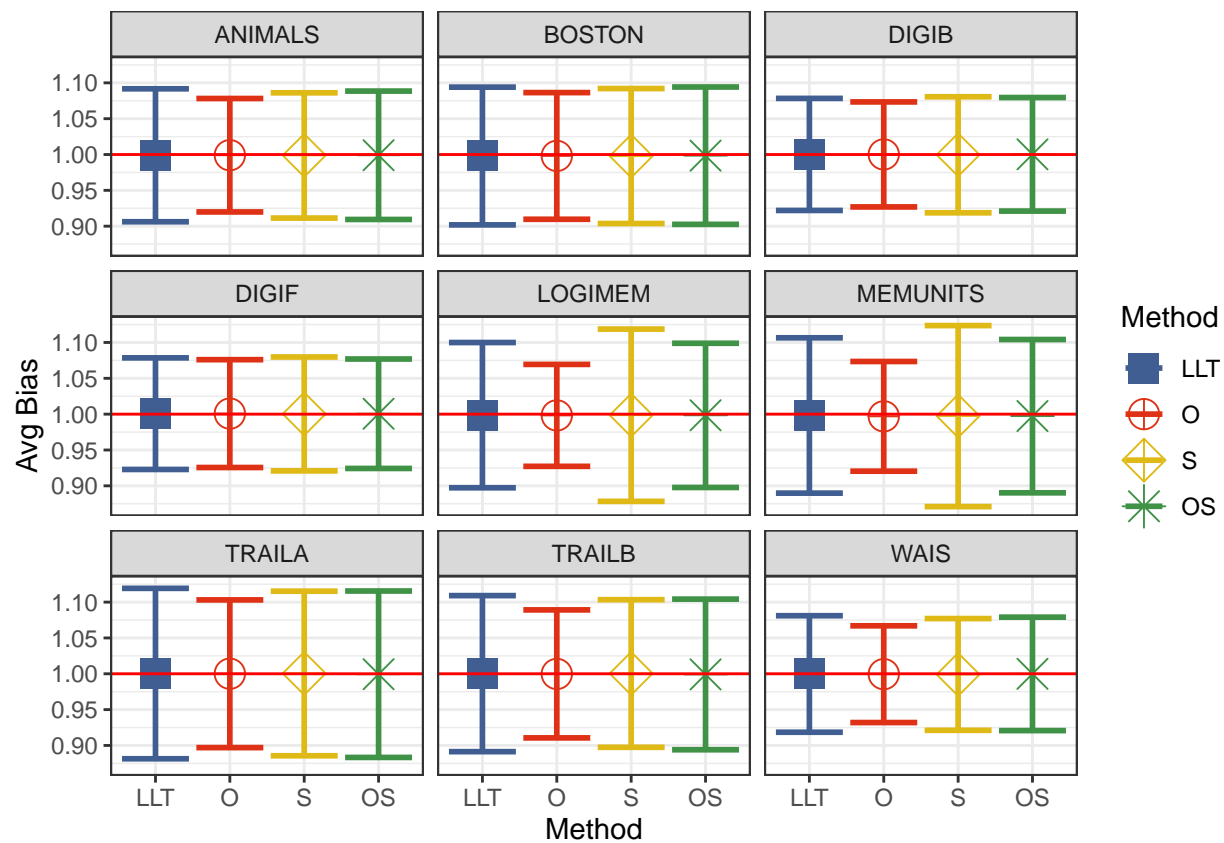 ANIMALS BOSTON DIGIB
1.10
1.05
1.00
0.95
0.90
DIGIF LOGIMEM MEMUNITS
1.10
1.05
1.00
0.95
0.90
TRAILA TRAILB WAIS
1.10
1.05
1.00
0.95
0.90
LLT O S OS LLT O S OS LLT O S OS
Method
Avg Bias
Method
LLT
O
S
OS